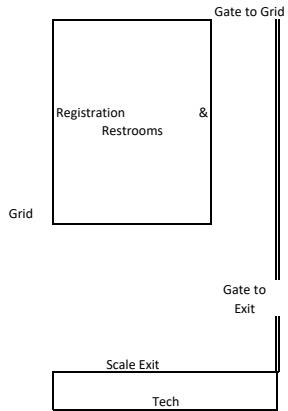 Gate to Grid
Registration &
Restrooms
Grid
Gate to
Exit
Scale Exit
Tech